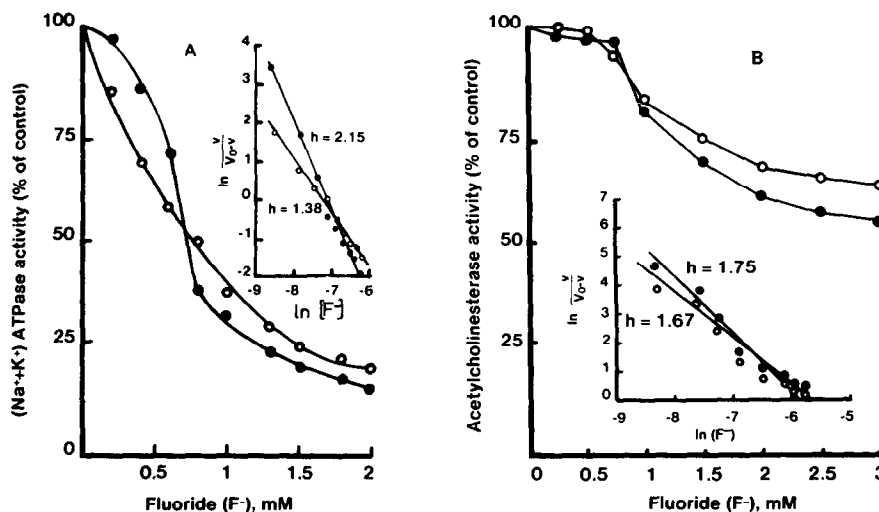 A
(Na⁺+K⁺) ATPase activity (% of control)
100
75
50
25
0
0.5
1
1.5
2
Fluoride (F-), mM
ln v/V₀-v
4
3
2
1
0
-1
-2
h = 2.15
h = 1.38
-9
-8
-7
-6
ln [F⁻]
B
Acetylcholinesterase activity (% of control)
100
75
50
25
0
0 0.5 1 1.5 2 2.5 3
Fluoride (F-), mM
ln v/V₀-v
7
6
5
4
3
2
1
0
h = 1.75
h = 1.67
-9
-8
-7
-6
-5
ln (F⁻)